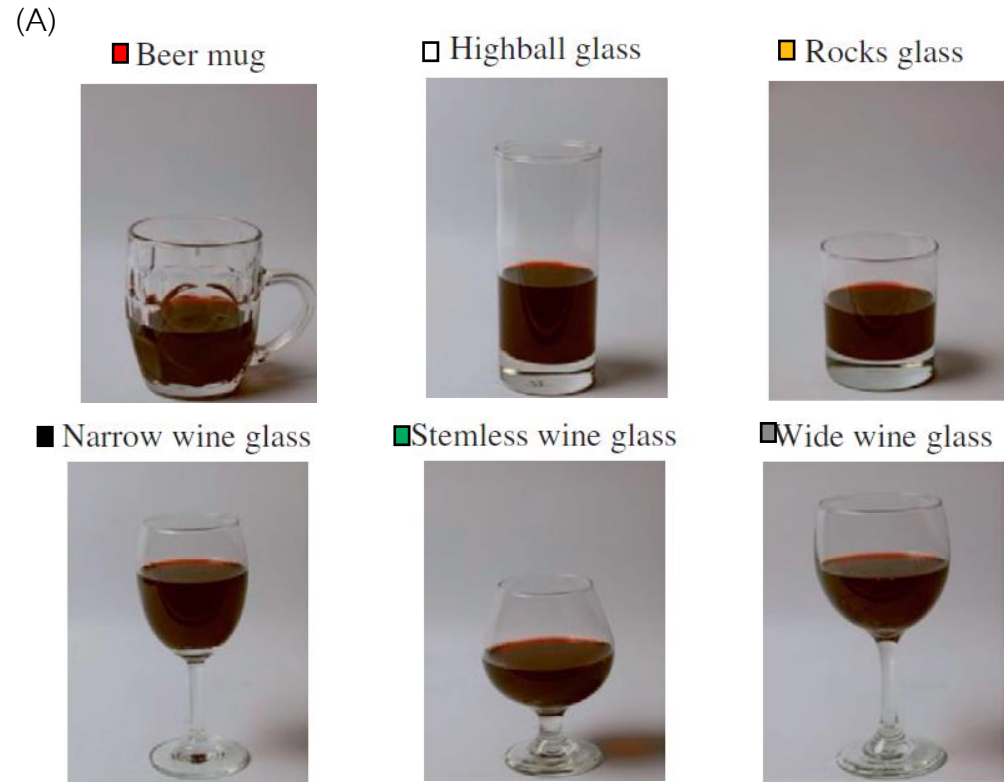 (A)
Beer mug
Highball glass
Rocks glass
Narrow wine glass
Stemless wine glass
Wide wine glass